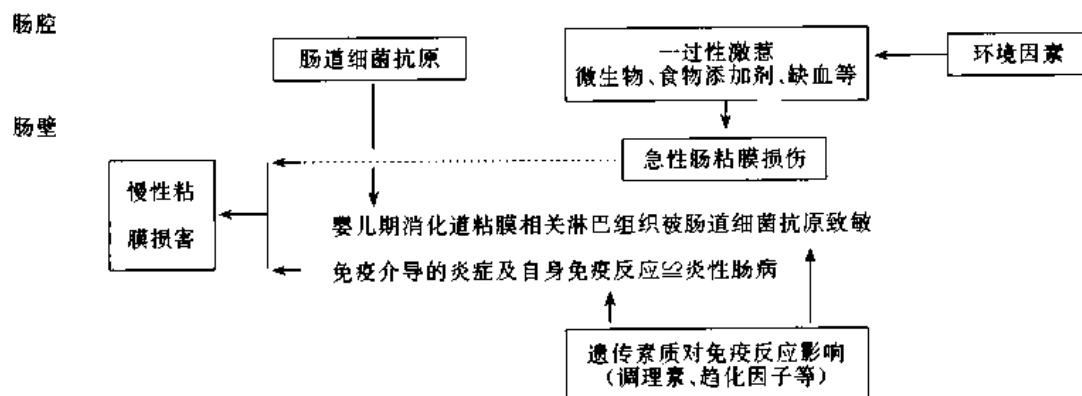 肠腔
肠道细菌抗原
一过性激惹
微生物、食物添加剂、缺血等
环境因素
肠壁
急性肠粘膜损伤
慢性粘
膜损害
婴儿期消化道粘膜相关淋巴组织被肠道细菌抗原致敏
免疫介导的炎症及自身免疫反应≌炎性肠病
遗传素质对免疫反应影响
(调理素、趋化因子等)